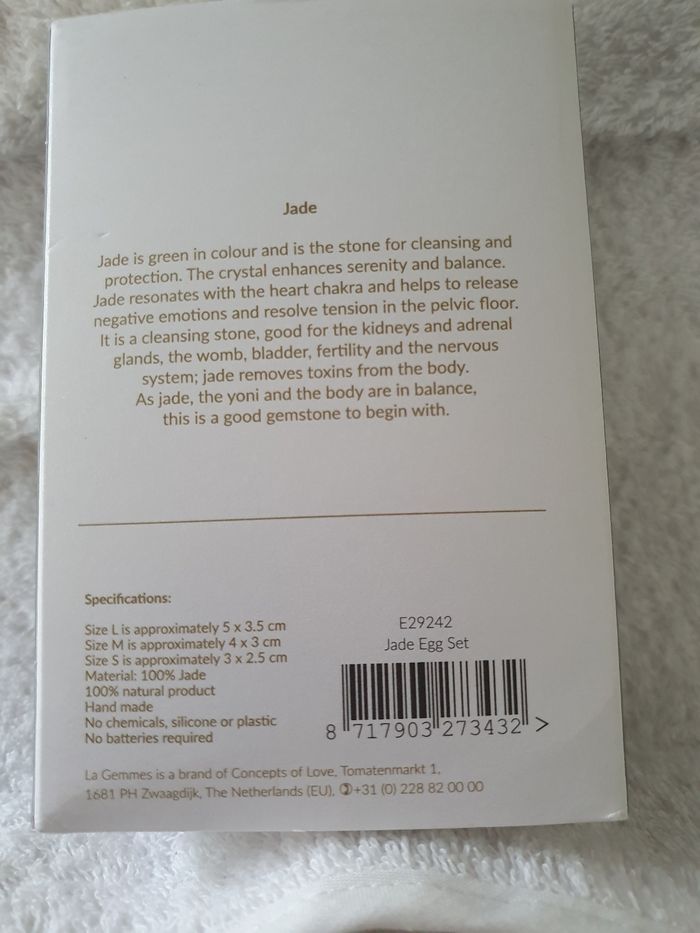 Jade
Jade is green in colour and is the stone for cleansing and
protection. The crystal enhances serenity and balance.
Jade resonates with the heart chakra and helps to release
negative emotions and resolve tension in the pelvic floor.
It is a cleansing stone, good for the kidneys and adrenal
glands, the womb, bladder, fertility and the nervous
system; jade removes toxins from the body.
As jade, the yoni and the body are in balance,
this is a good gemstone to begin with.
Specifications:
Size L is approximately 5 x 3.5 cm
Size M is approximately 4 x 3 cm
Size S is approximately 3 x 2.5 cm
Material: 100% Jade
100% natural product
Hand made
No chemicals, silicone or plastic
No batteries required
E29242
Jade Egg Set
8 717903 273432 >
La Gemmes is a brand of Concepts of Love, Tomatenmarkt 1,
1681 PH Zwaagdijk, The Netherlands (EU), ✆+31 (0) 228 82 00 00